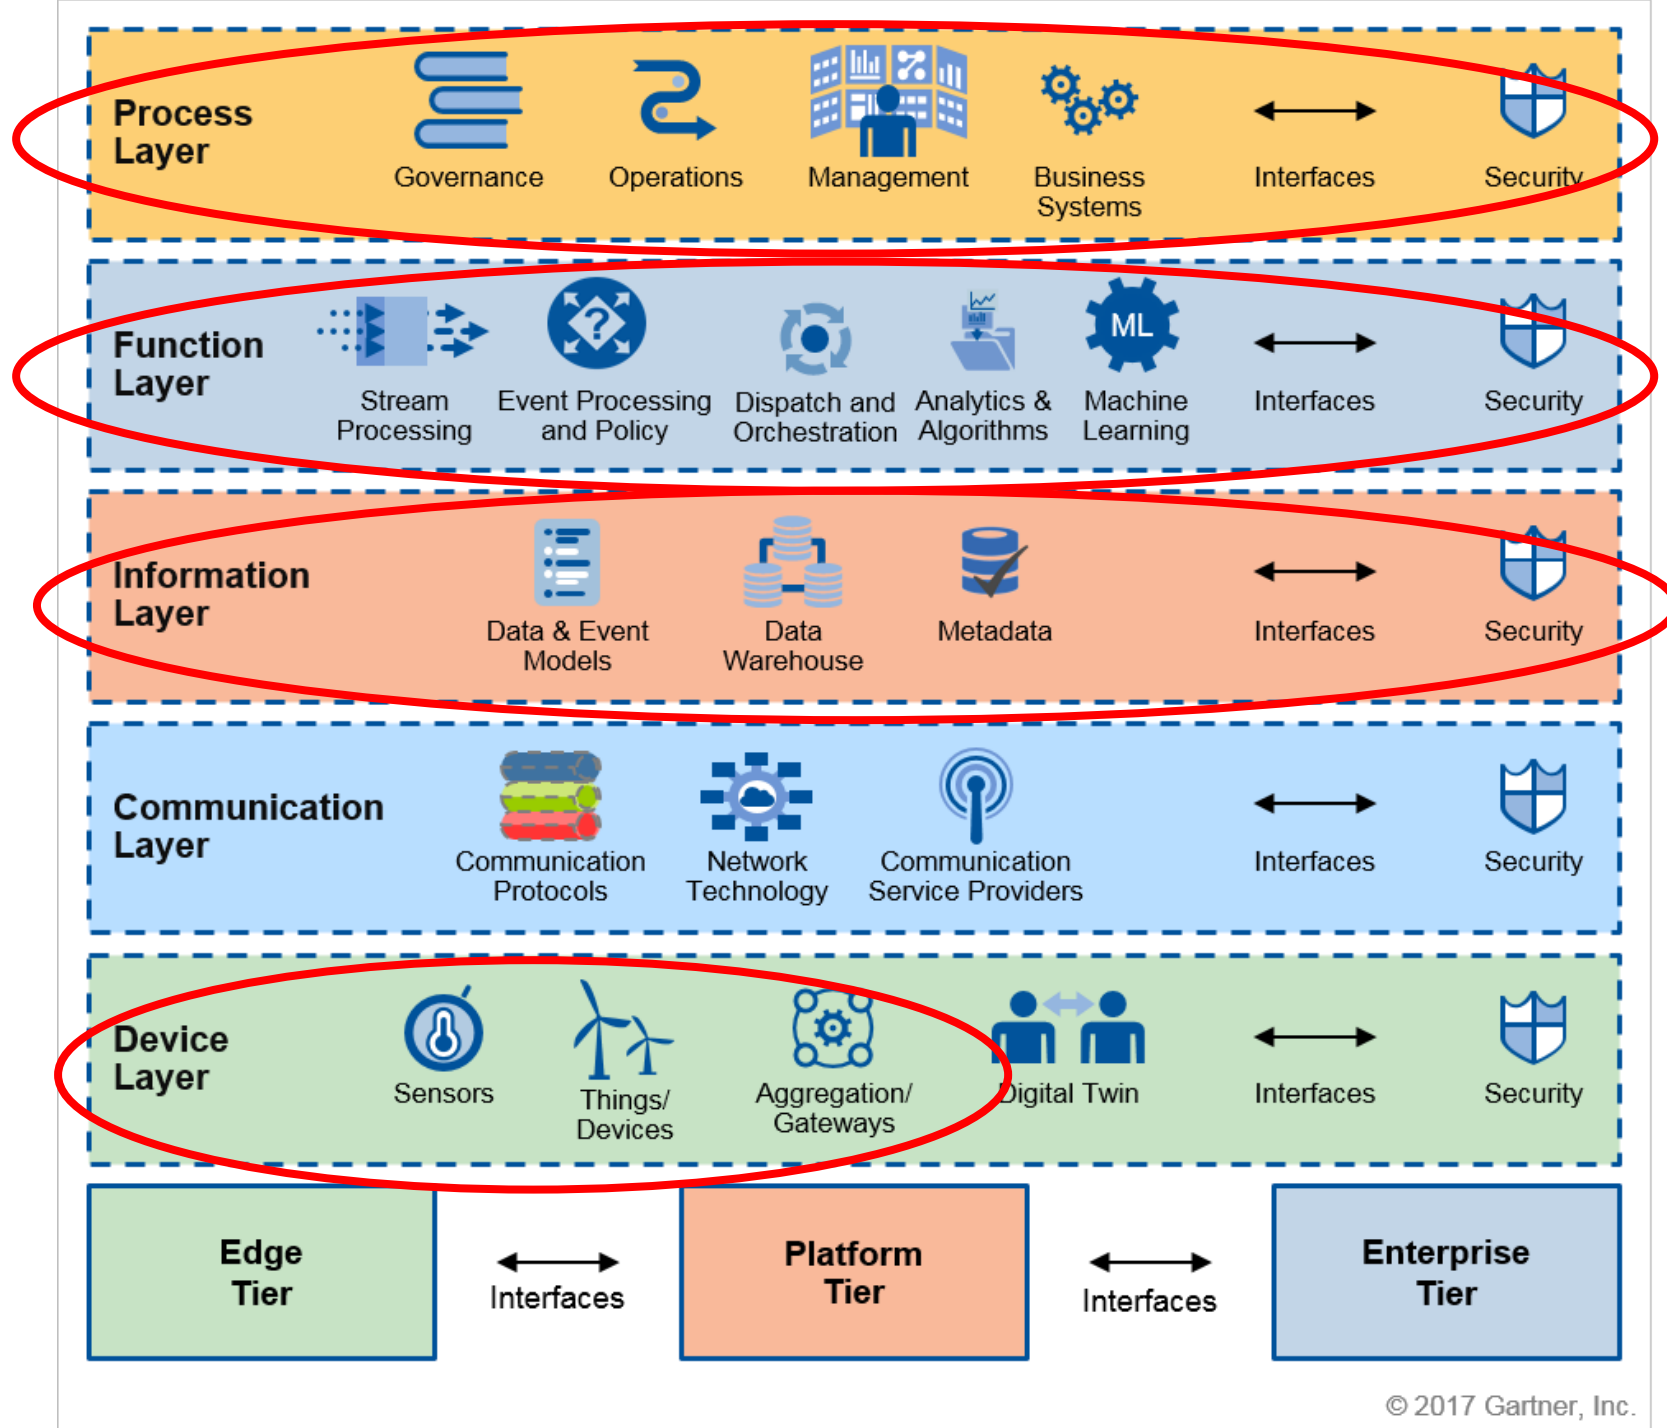 Process
Layer
Governance
Operations
Management
Business
Systems
Interfaces
Security
Function
Layer
Stream
Processing
Event Processing
and Policy
?
Dispatch and
Orchestration
Analytics &
Algorithms
ML
Machine
Learning
Interfaces
Security
Information
Layer
Data & Event
Models
Data
Warehouse
Metadata
Interfaces
Security
Communication
Layer
Communication
Protocols
Network
Technology
Communication
Service Providers
Interfaces
Security
Device
Layer
Sensors
Things/
Devices
Aggregation/
Gateways
Digital Twin
Interfaces
Security
Edge
Tier
Interfaces
Platform
Tier
Interfaces
Enterprise
Tier
© 2017 Gartner, Inc.